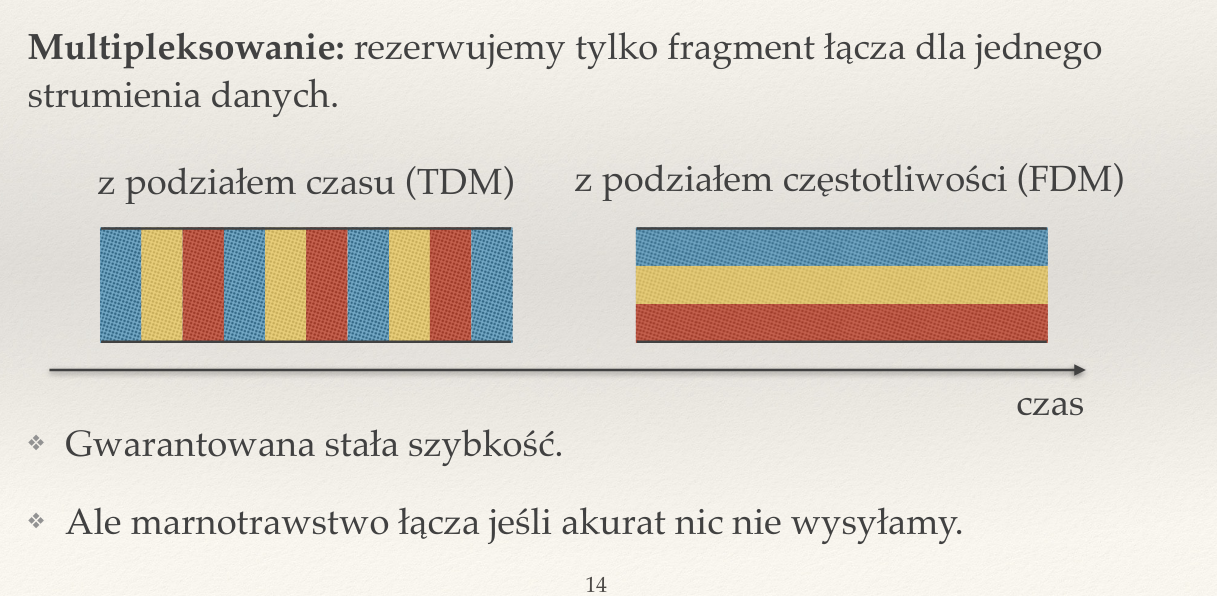 Multipleksowanie: rezerwujemy tylko fragment łącza dla jednego
strumienia danych.
z podziałem czasu (TDM)
z podziałem częstotliwości (FDM)
czas
❖ Gwarantowana stała szybkość.
❖ Ale marnotrawstwo łącza jeśli akurat nic nie wysyłamy.
14